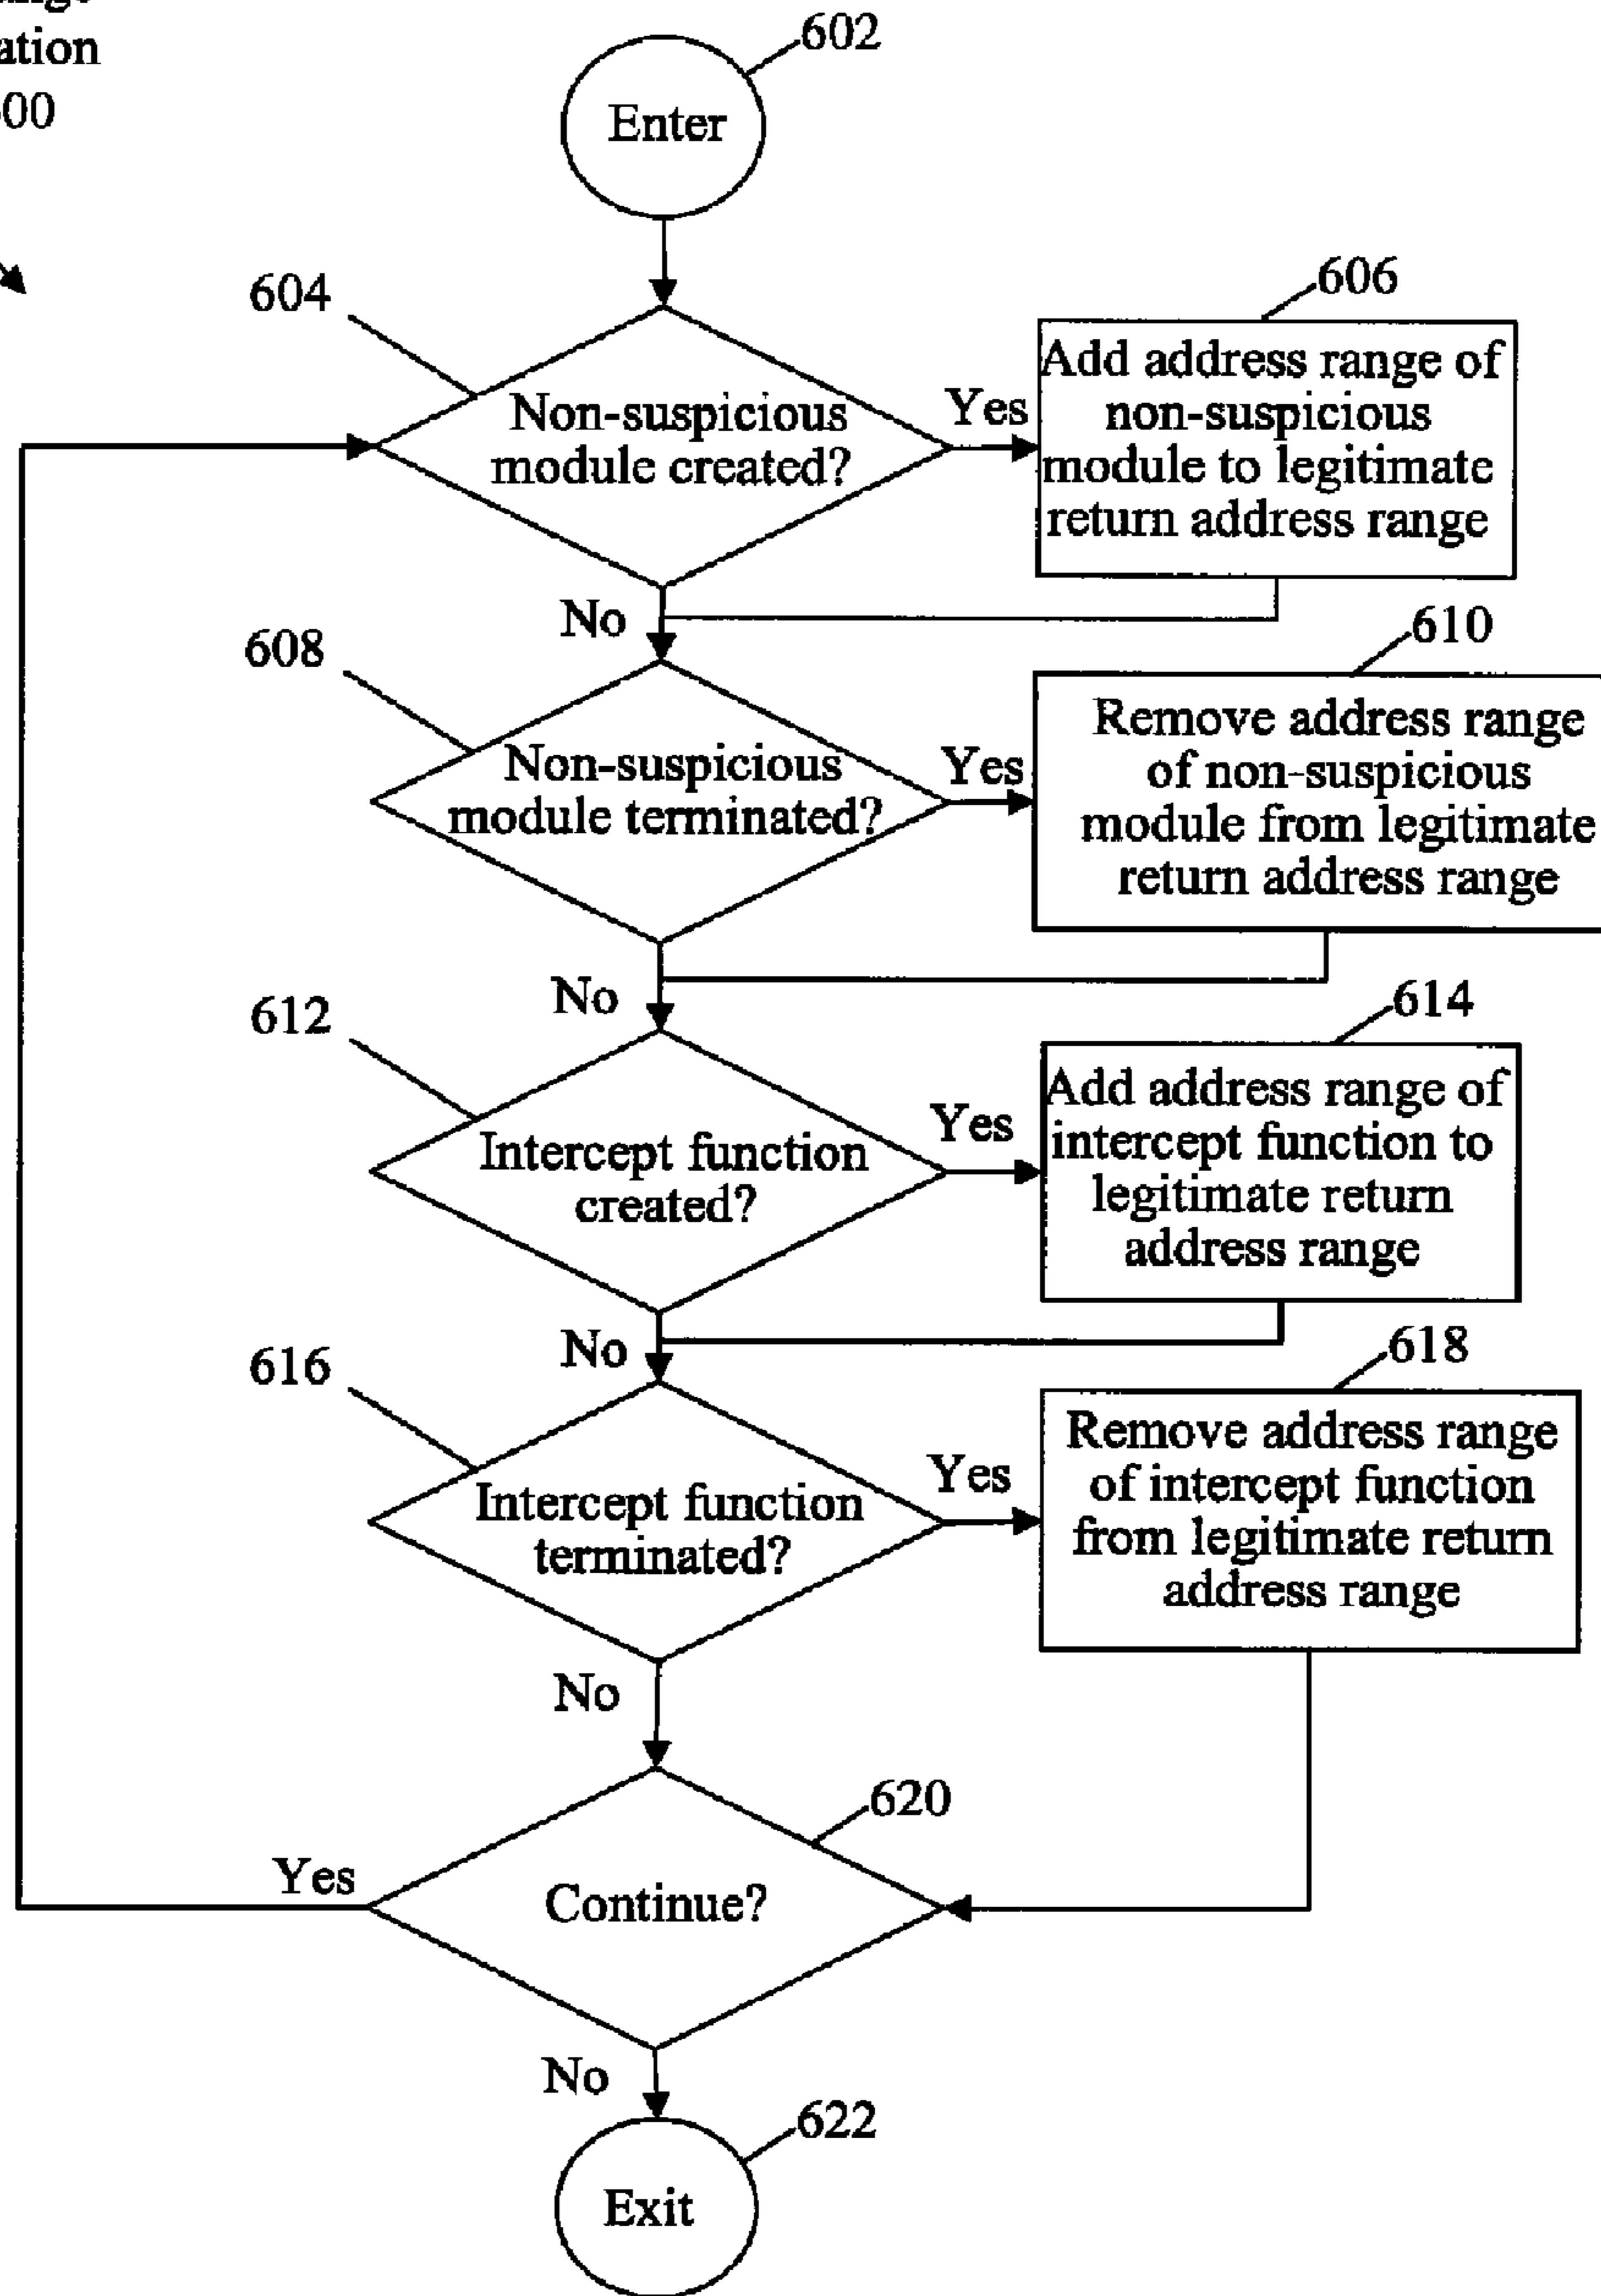 602
Enter
604
Non-suspicious
module created?
Yes
606
Add address range of
non-suspicious
module to legitimate
return address range
No
608
Non-suspicious
module terminated?
Yes
610
Remove address range
of non-suspicious
module from legitimate
return address range
No
612
Intercept function
created?
Yes
614
Add address range of
intercept function to
legitimate return
address range
No
616
Intercept function
terminated?
Yes
618
Remove address range
of intercept function
from legitimate return
address range
No
620
Continue?
Yes
No
622
Exit